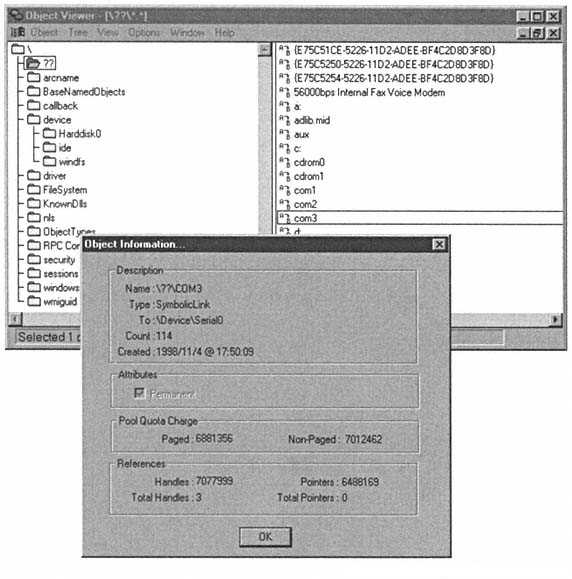 Object Viewer - [\??\*.*]
Object Tree View Options Window Help
\
??
arcname
BaseNamedObjects
callback
device
Harddisk0
ide
windfs
driver
FileSystem
KnownDlls
nls
ObjectTypes
RPC Con
security
sessions
windows
wmiguid
{E75C51CE-5226-11D2-ADEE-BF4C2D8D3F8D}
{E75C5250-5226-11D2-ADEE-BF4C2D8D3F8D}
{E75C5254-5226-11D2-ADEE-BF4C2D8D3F8D}
56000bps Internal Fax Voice Modem
a:
adlib.mid
aux
c:
cdrom0
cdrom1
com1
com2
com3
d:
Selected 1
Object Information...
Description
Name : \??\COM3
Type : SymbolicLink
To : \Device\Serial0
Count : 114
Created : 1998/11/4 @ 17:50:09
Attributes
Permanent
Pool Quota Charge
Paged : 6881356 Non-Paged : 7012462
References
Handles : 7077999 Pointers : 6488169
Total Handles : 3 Total Pointers : 0
OK